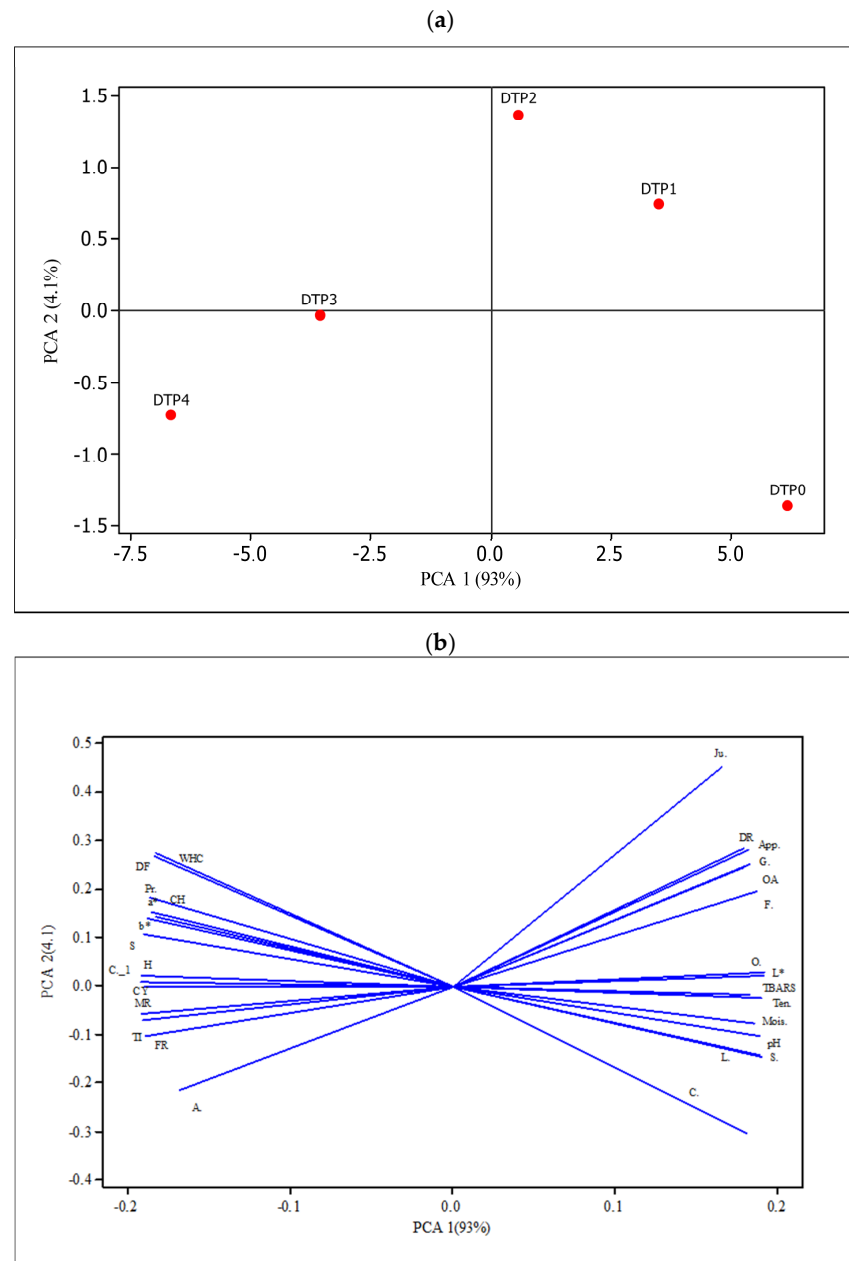 (a)
1.5
DTP2
1.0
DTP1
0.5
0.0
DTP3
-0.5
DTP4
-1.0
DTP0
-1.5
PCA 2 (4.1%)
-7.5 -5.0 -2.5 0.0 2.5 5.0
PCA 1 (93%)
(b)
0.5
Ju.
0.4
0.3
DR App.
WHC
DF
G.
0.2
OA
Pr.
CH
a*
F.
b*
0.1
S
O.
H
L*
C._1
0.0
CY
TBARS
MR
Ten.
Mois.
-0.1
TI
FR
pH
L.
S.
-0.2
C.
A.
-0.3
-0.4
PCA 2(4.1)
-0.2 -0.1 0.0 0.1 0.2
PCA 1(93%)